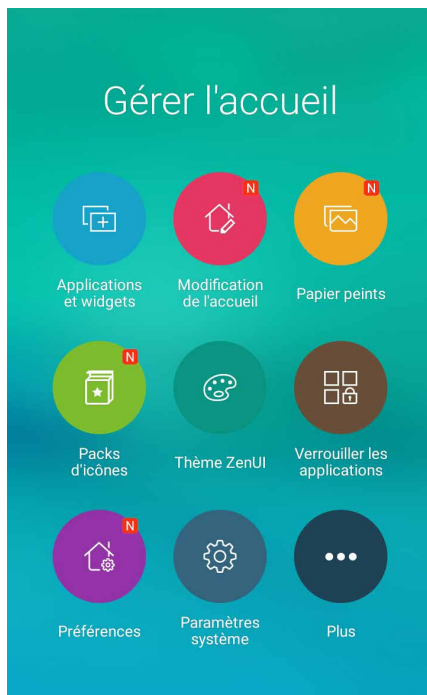 Gérer l'accueil
N
N
Applications
et widgets
Modification
de l'accueil
Papier peints
N
Packs
d'icônes
Thème ZenUI
Verrouiller les
applications
N
Préférences
Paramètres
système
Plus